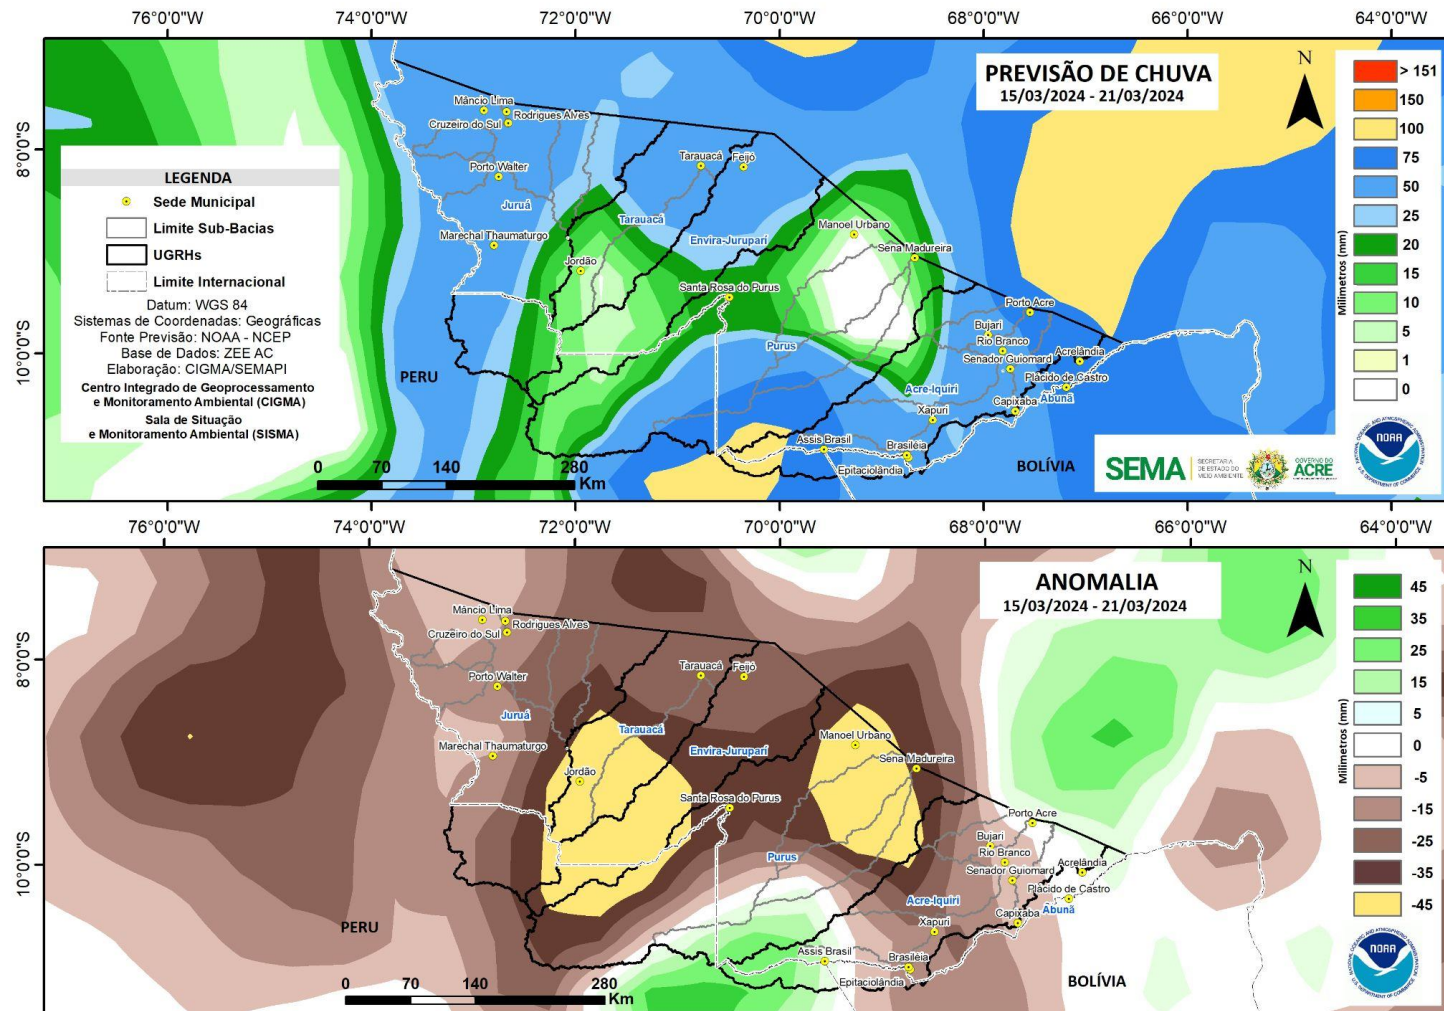 76°0'0"W 74°0'0"W 72°0'0"W 70°0'0"W 68°0'0"W 66°0'0"W 64°0'0"W
8°0'0"S
10°0'0"S
PREVISÃO DE CHUVA
15/03/2024 - 21/03/2024
N
Milímetros (mm)
> 151
150
100
75
50
25
20
15
10
5
1
0
LEGENDA
Sede Municipal
Limite Sub-Bacias
UGRHs
Limite Internacional
Datum: WGS 84
Sistemas de Coordenadas: Geográficas
Fonte Previsão: NOAA - NCEP
Base de Dados: ZEE AC
Elaboração: CIGMA/SEMAPI
Centro Integrado de Geoprocessamento
e Monitoramento Ambiental (CIGMA)
Sala de Situação
e Monitoramento Ambiental (SISMA)
Mâncio Lima
Rodrigues Alves
Cruzeiro do Sul
Porto Walter
Juruá
Marechal Thaumaturgo
Tarauacá
Feijó
Tarauacá
Envira-Jurupari
Jordão
Santa Rosa do Purus
Manoel Urbano
Sena Madureira
Purus
Porto Acre
Bujari
Rio Branco
Senador Guiomard
Acrelândia
Plácido de Castro
Abunã
Acre-Iquiri
Capixaba
Xapuri
Assis Brasil
Brasiléia
Epitaciolândia
PERU
BOLÍVIA
0 70 140 280
Km
SEMA
SECRETARIA
DE ESTADO DO
MEIO AMBIENTE
GOVERNO DO
ACRE
NOAA
76°0'0"W 74°0'0"W 72°0'0"W 70°0'0"W 68°0'0"W 66°0'0"W 64°0'0"W
8°0'0"S
10°0'0"S
ANOMALIA
15/03/2024 - 21/03/2024
N
Milímetros (mm)
45
35
25
15
5
0
-5
-15
-25
-35
-45
Mâncio Lima
Rodrigues Alves
Cruzeiro do Sul
Porto Walter
Juruá
Marechal Thaumaturgo
Tarauacá
Feijó
Tarauacá
Envira-Jurupari
Jordão
Santa Rosa do Purus
Manoel Urbano
Sena Madureira
Purus
Porto Acre
Bujari
Rio Branco
Senador Guiomard
Acrelândia
Plácido de Castro
Abunã
Acre-Iquiri
Capixaba
Xapuri
Assis Brasil
Brasiléia
Epitaciolândia
PERU
BOLÍVIA
0 70 140 280
Km
NOAA